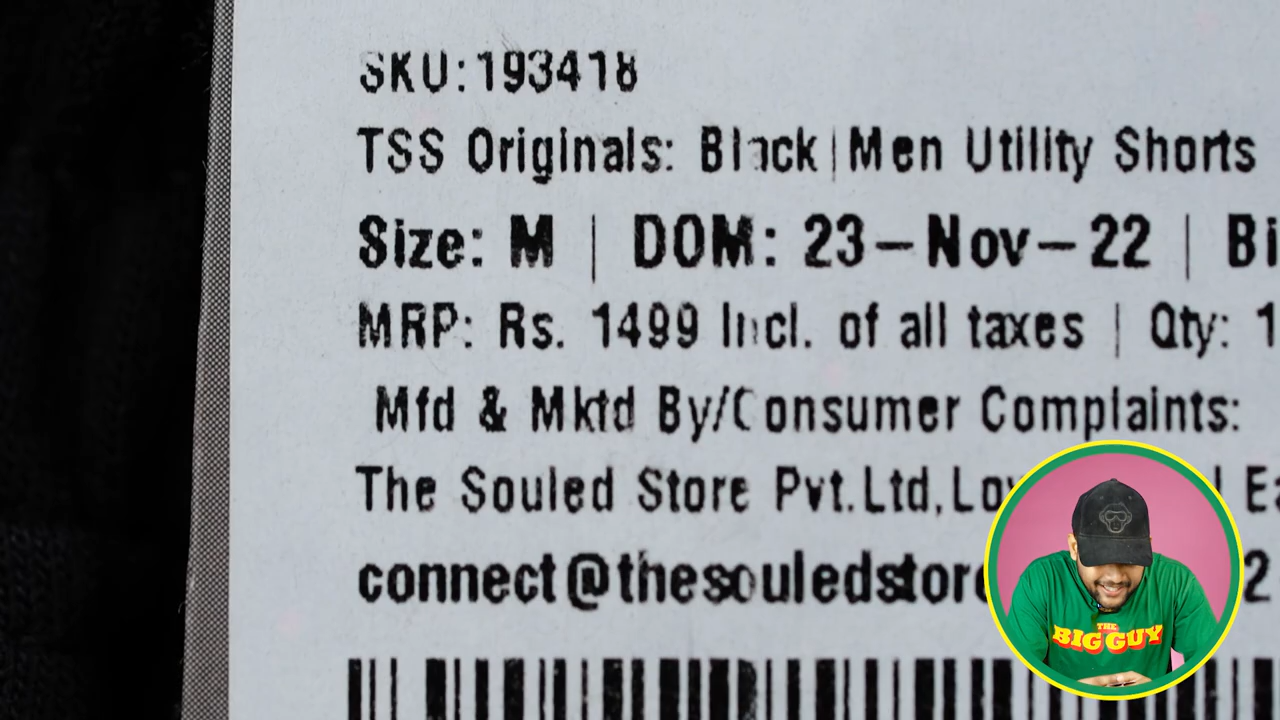 SKU:193418
TSS Originals: Black|Men Utility Shorts
Size: M | DOM: 23-Nov-22 |
MRP: Rs. 1499 Incl. of all taxes | Qty: 1
Mfd & Mktd By/Consumer Complaints:
The Souled Store Pvt.Ltd,
connect@thesouledstore
THE
BIG GUY